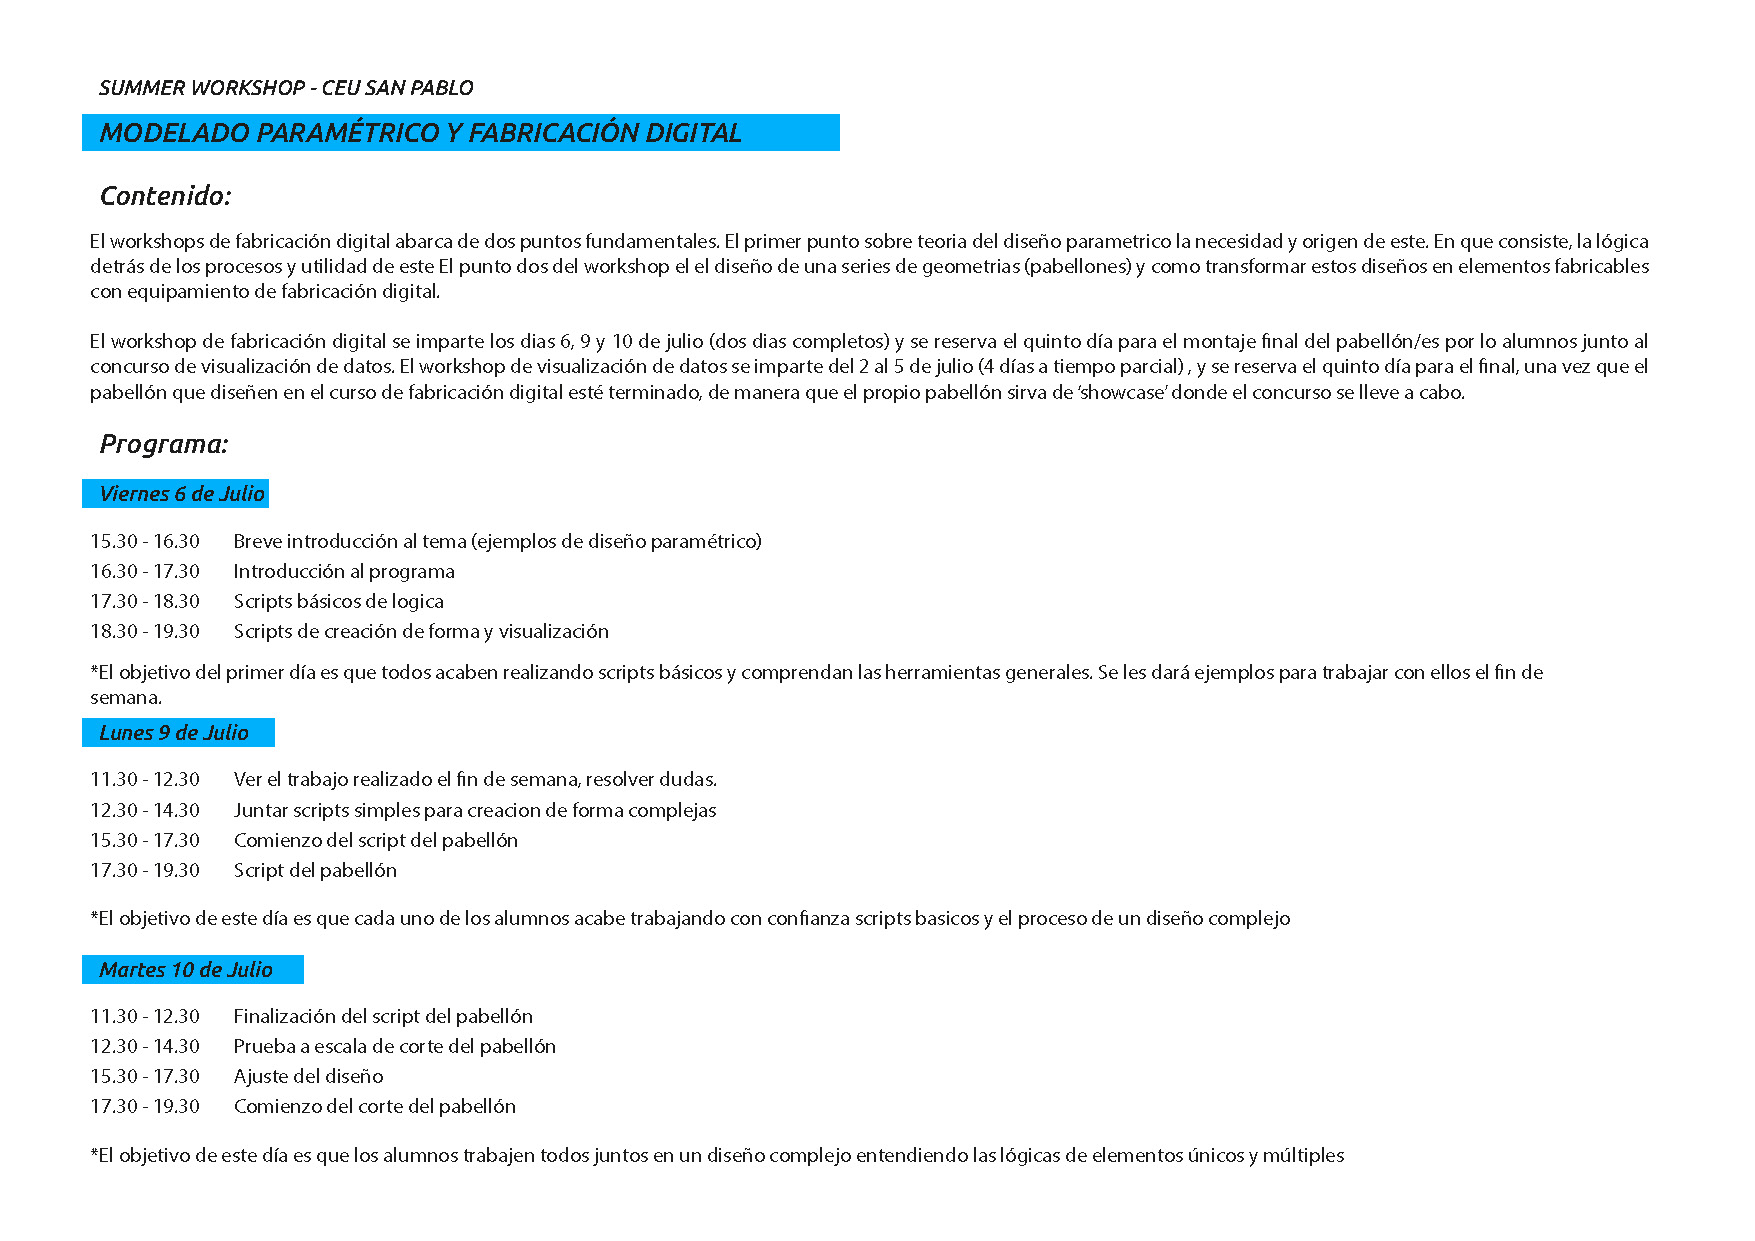 SUMMER WORKSHOP - CEU SAN PABLO
MODELADO PARAMÉTRICO Y FABRICACIÓN DIGITAL
Contenido:
El workshops de fabricación digital abarca de dos puntos fundamentales. El primer punto sobre teoria del diseño parametrico la necesidad y origen de este. En que consiste, la lógica
detrás de los procesos y utilidad de este El punto dos del workshop el el diseño de una series de geometrias (pabellones) y como transformar estos diseños en elementos fabricables
con equipamiento de fabricación digital.
El workshop de fabricación digital se imparte los dias 6, 9 y 10 de julio (dos dias completos) y se reserva el quinto día para el montaje final del pabellón/es por lo alumnos junto al
concurso de visualización de datos. El workshop de visualización de datos se imparte del 2 al 5 de julio (4 días a tiempo parcial) , y se reserva el quinto día para el final, una vez que el
pabellón que diseñen en el curso de fabricación digital esté terminado, de manera que el propio pabellón sirva de ‘showcase’ donde el concurso se lleve a cabo.
Programa:
Viernes 6 de Julio
15.30 - 16.30 Breve introducción al tema (ejemplos de diseño paramétrico)
16.30 - 17.30 Introducción al programa
17.30 - 18.30 Scripts básicos de logica
18.30 - 19.30 Scripts de creación de forma y visualización
*El objetivo del primer día es que todos acaben realizando scripts básicos y comprendan las herramientas generales. Se les dará ejemplos para trabajar con ellos el fin de
semana.
Lunes 9 de Julio
11.30 - 12.30 Ver el trabajo realizado el fin de semana, resolver dudas.
12.30 - 14.30 Juntar scripts simples para creacion de forma complejas
15.30 - 17.30 Comienzo del script del pabellón
17.30 - 19.30 Script del pabellón
*El objetivo de este día es que cada uno de los alumnos acabe trabajando con confianza scripts basicos y el proceso de un diseño complejo
Martes 10 de Julio
11.30 - 12.30 Finalización del script del pabellón
12.30 - 14.30 Prueba a escala de corte del pabellón
15.30 - 17.30 Ajuste del diseño
17.30 - 19.30 Comienzo del corte del pabellón
*El objetivo de este día es que los alumnos trabajen todos juntos en un diseño complejo entendiendo las lógicas de elementos únicos y múltiples